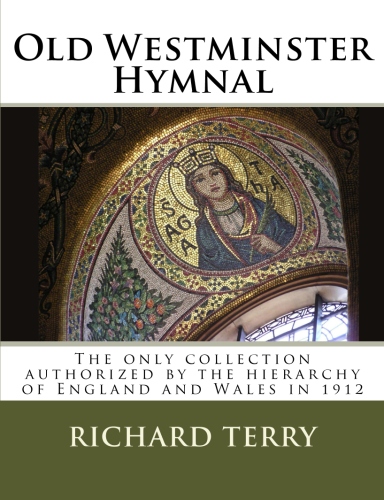 OLD WESTMINSTER
HYMNAL
SAGA
ThA
THE ONLY COLLECTION
AUTHORIZED BY THE HIERARCHY
OF ENGLAND AND WALES IN 1912
RICHARD TERRY